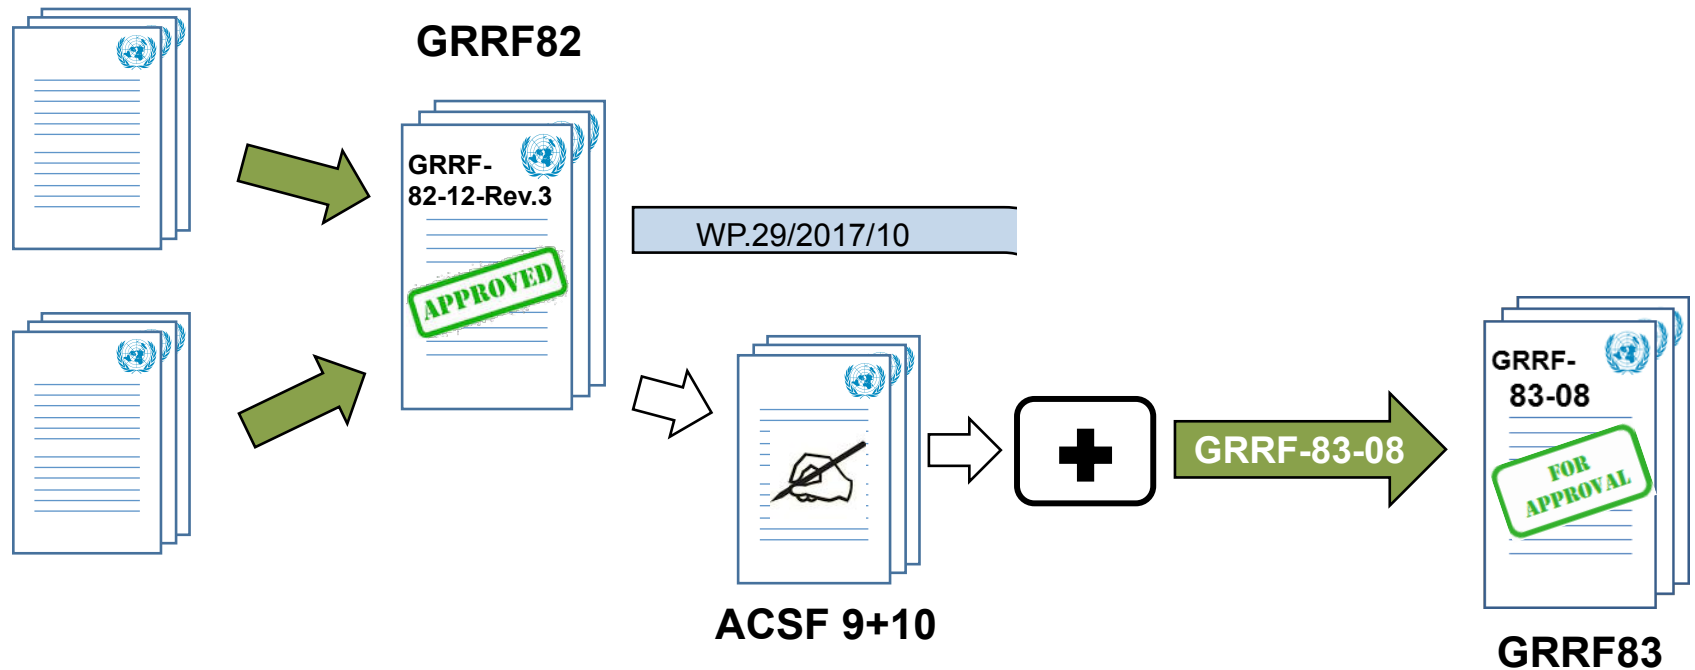 GRRF82
GRRF-
82-12-Rev.3
APPROVED
WP.29/2017/10
GRRF-83-08
GRRF-
83-08
FOR
APPROVAL
ACSF 9+10
GRRF83